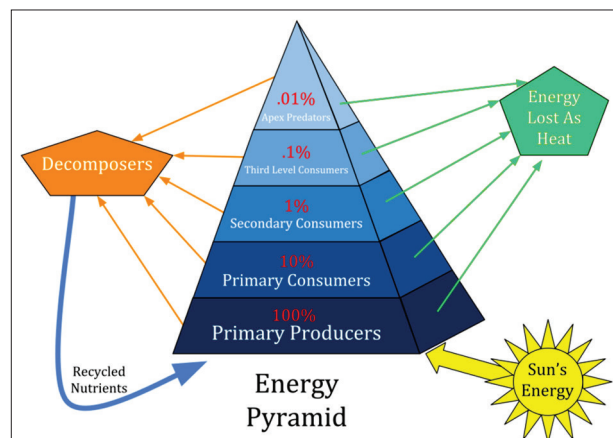 .01%
Apex Predators
.1%
Third Level Consumers
1%
Secondary Consumers
10%
Primary Consumers
100%
Primary Producers
Decomposers
Energy
Lost As
Heat
Recycled
Nutrients
Energy
Pyramid
Sun's
Energy